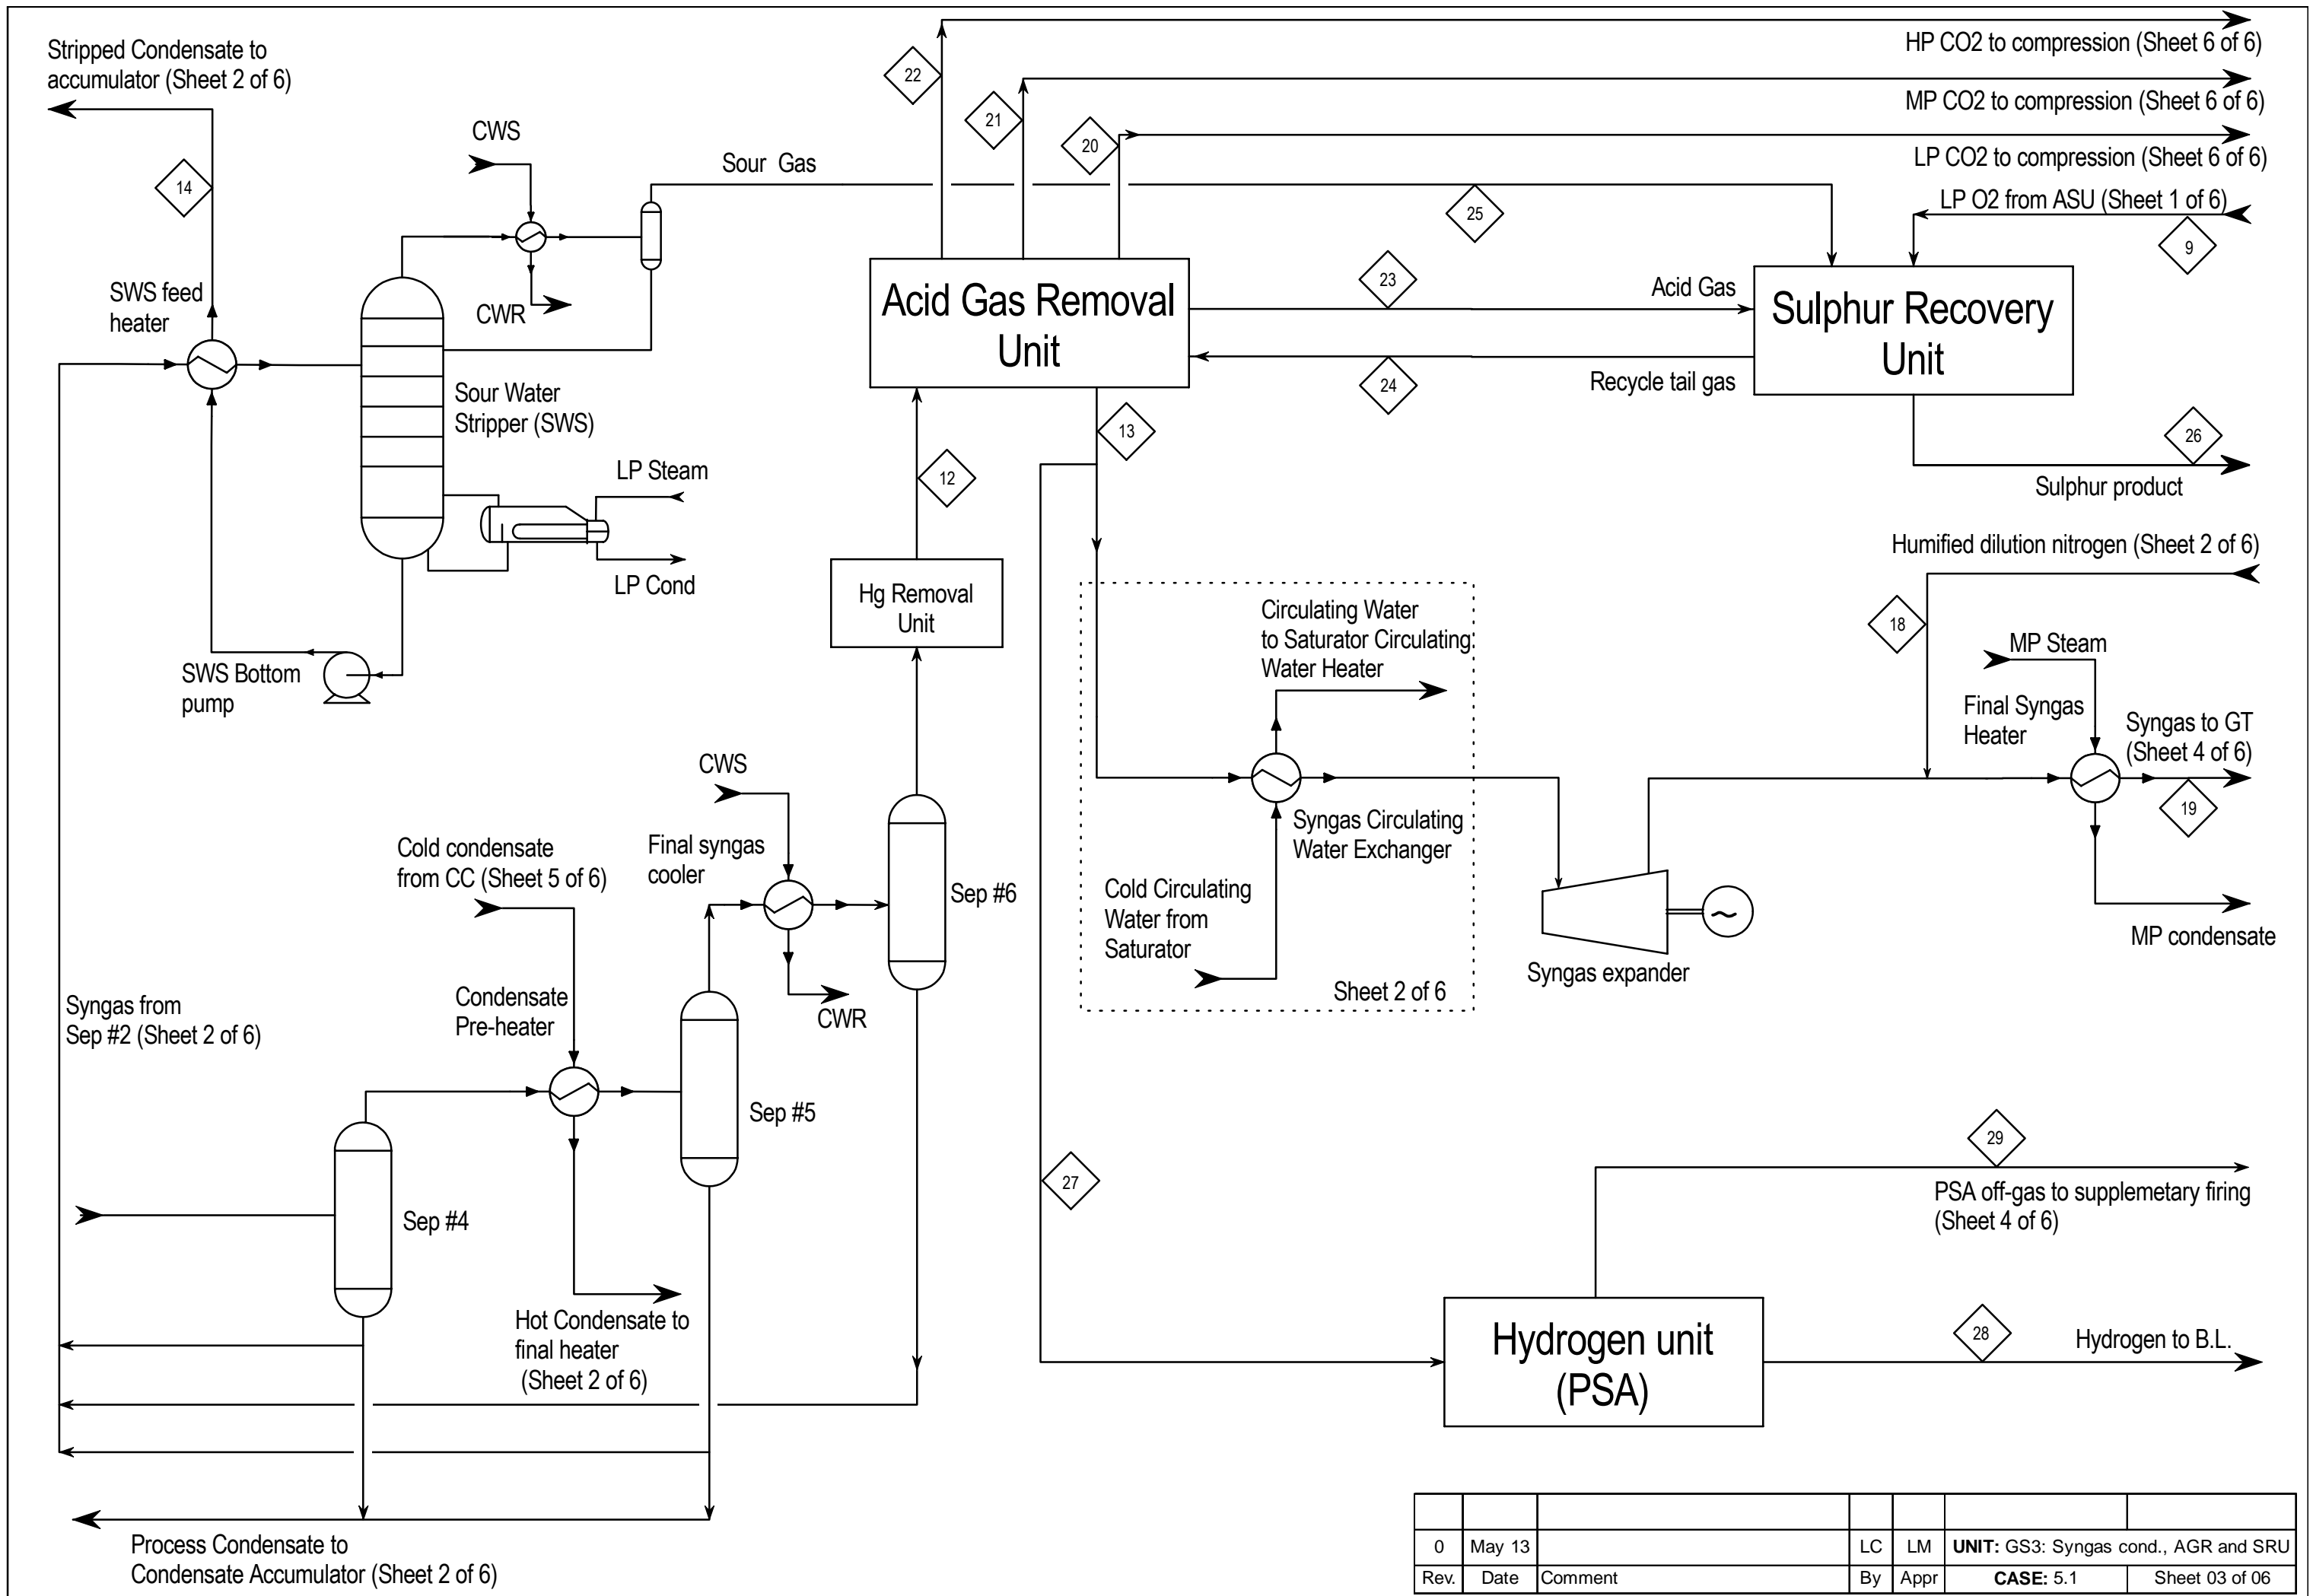 Stripped Condensate to
accumulator (Sheet 2 of 6)
14
SWS feed
heater
CWS
CWR
Sour Gas
Sour Water
Stripper (SWS)
LP Steam
LP Cond
SWS Bottom
pump
22
21
20
HP CO2 to compression (Sheet 6 of 6)
MP CO2 to compression (Sheet 6 of 6)
LP CO2 to compression (Sheet 6 of 6)
LP O2 from ASU (Sheet 1 of 6)
25
9
Acid Gas Removal
Unit
23
Acid Gas
24
Recycle tail gas
Sulphur Recovery
Unit
26
Sulphur product
13
12
Hg Removal
Unit
Humified dilution nitrogen (Sheet 2 of 6)
18
MP Steam
Final Syngas
Heater
Syngas to GT
(Sheet 4 of 6)
19
MP condensate
Circulating Water
to Saturator Circulating
Water Heater
Syngas Circulating
Water Exchanger
Cold Circulating
Water from
Saturator
Sheet 2 of 6
Syngas expander
CWS
Final syngas
cooler
CWR
Sep #6
Cold condensate
from CC (Sheet 5 of 6)
Condensate
Pre-heater
Sep #5
Syngas from
Sep #2 (Sheet 2 of 6)
Sep #4
Hot Condensate to
final heater
(Sheet 2 of 6)
Process Condensate to
Condensate Accumulator (Sheet 2 of 6)
27
29
PSA off-gas to supplemetary firing
(Sheet 4 of 6)
Hydrogen unit
(PSA)
28
Hydrogen to B.L.
0 May 13 LC LM UNIT: GS3: Syngas cond., AGR and SRU
Rev. Date Comment By Appr CASE: 5.1 Sheet 03 of 06